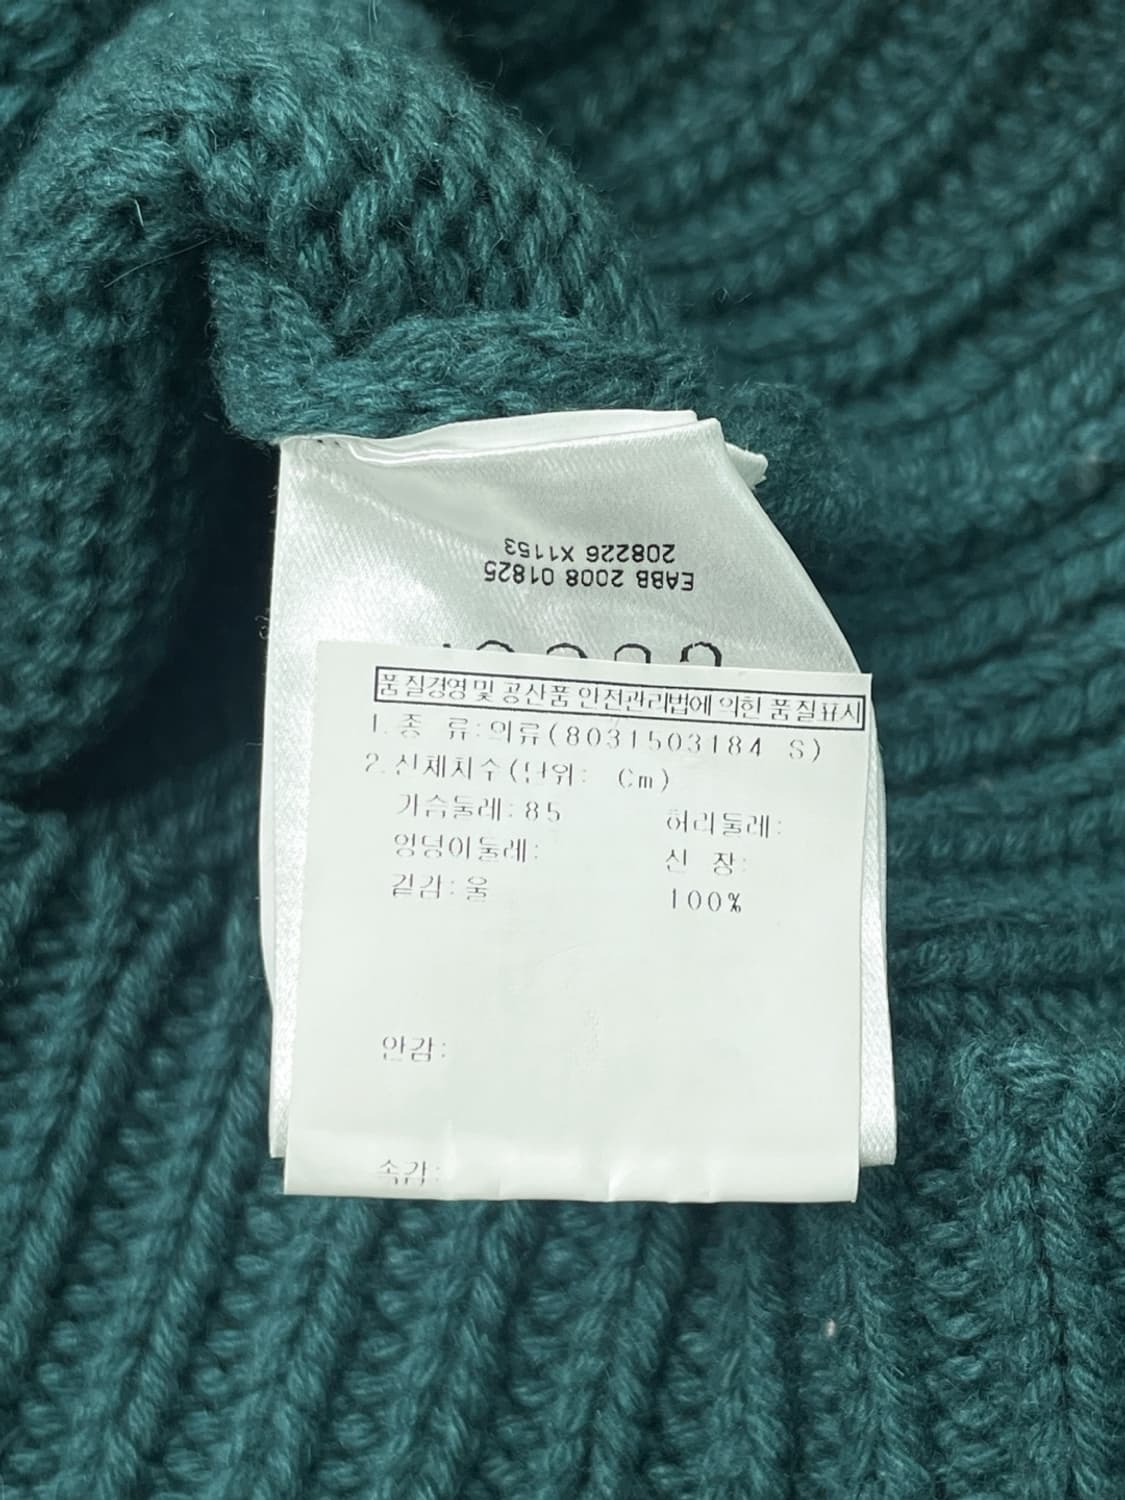 208226 X1153
EABB 2008 01825
품질경영및 공산품 안전관리법에 의한 품질표시
1.종 류:의류(8031503184 S)
2.신체치수(단위: Cm)
가슴둘레:85 허리둘레:
엉덩이둘레: 신 장:
겉감:울 100%
안감:
속감: